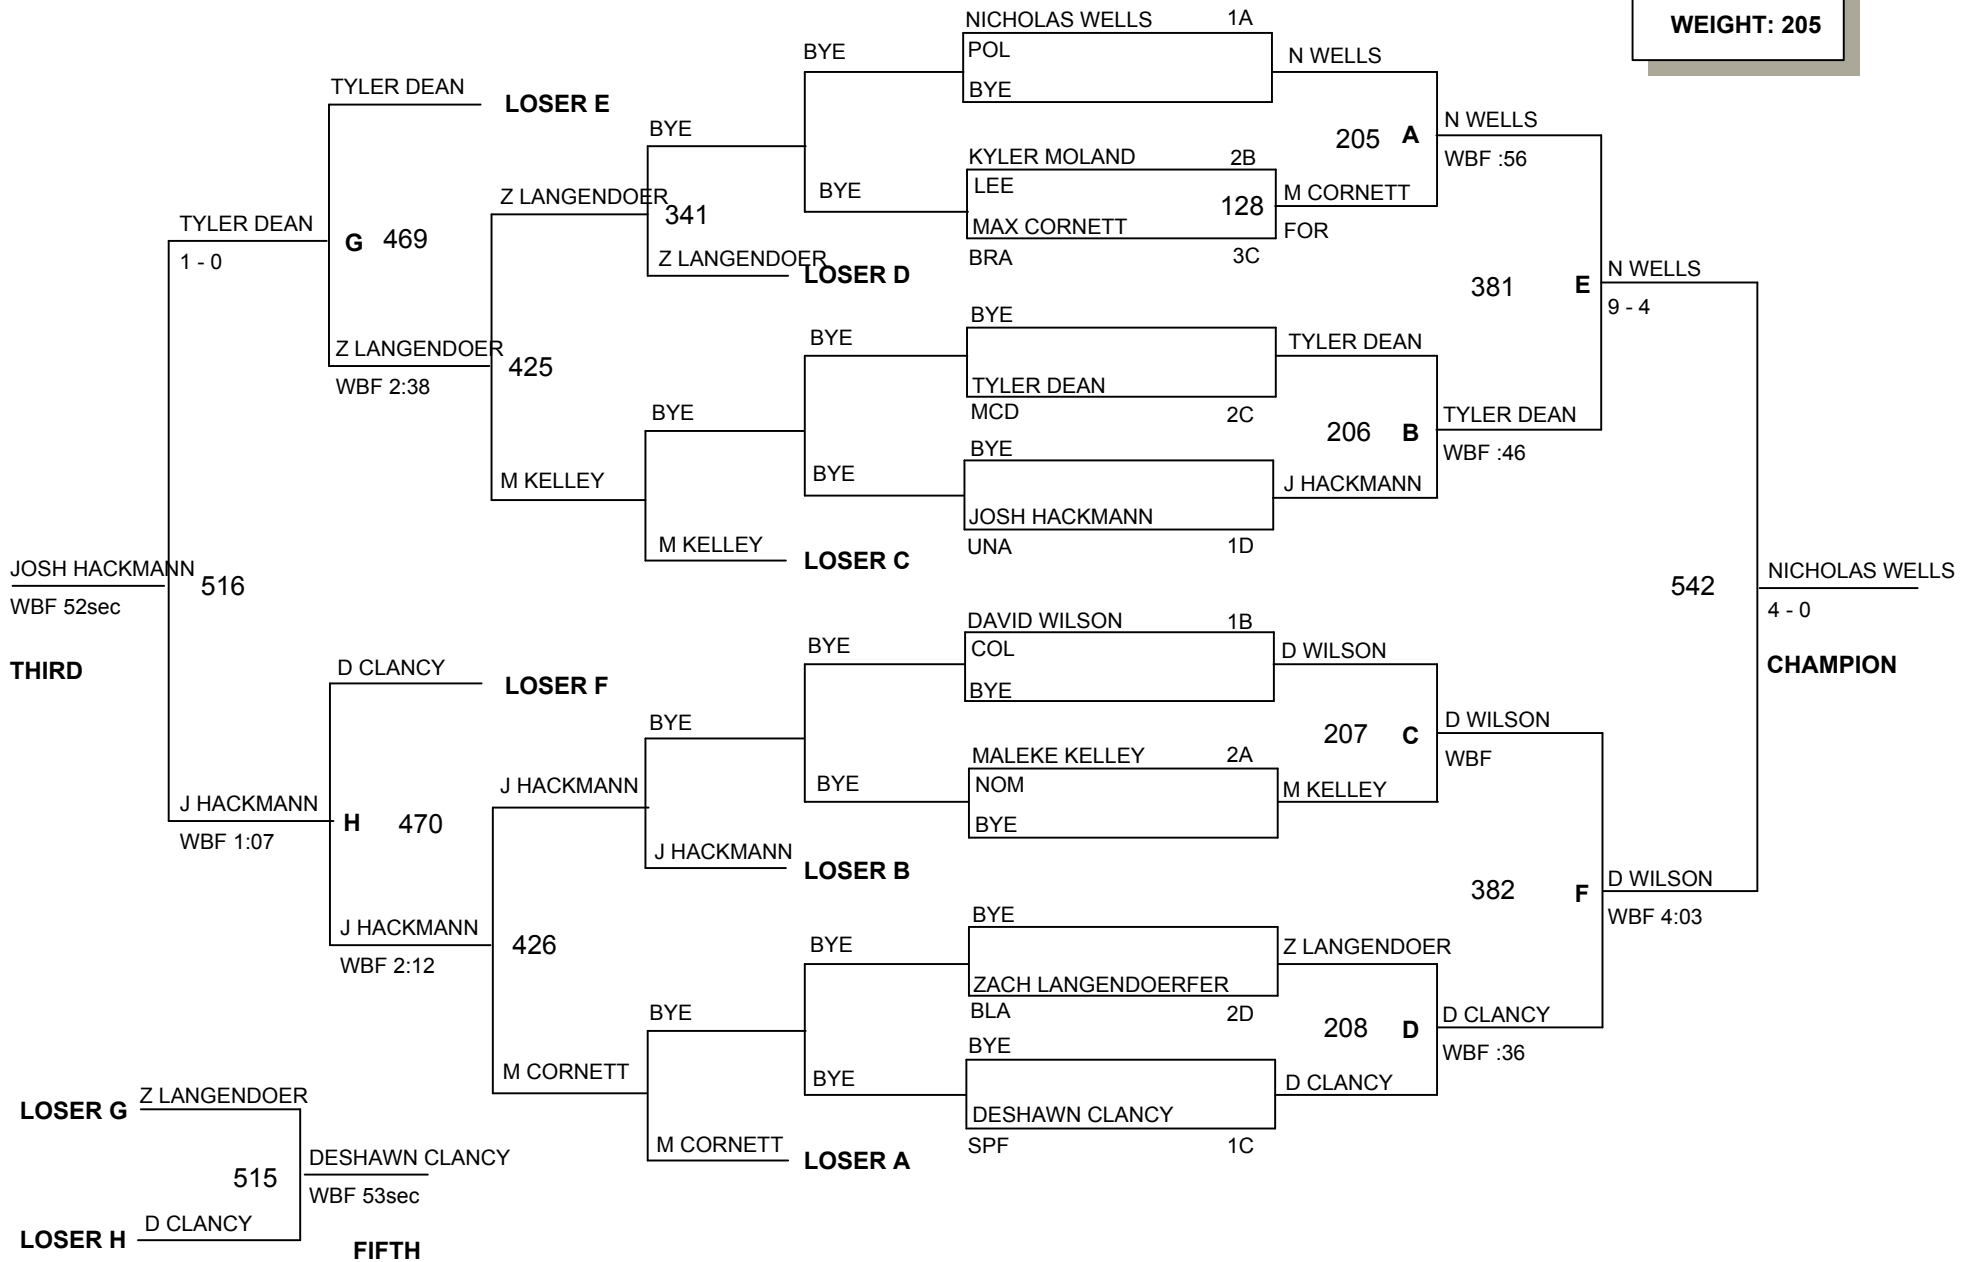 WEIGHT: 205
NICHOLAS WELLS 1A
POL
BYE
BYE
N WELLS
TYLER DEAN
LOSER E
BYE
205 A
N WELLS
WBF :56
KYLER MOLAND 2B
LEE
128
MAX CORNETT
BRA 3C
BYE
M CORNETT
FOR
Z LANGENDOER
341
TYLER DEAN
1 - 0
G 469
Z LANGENDOER
LOSER D
381 E
N WELLS
9 - 4
BYE
BYE
TYLER DEAN
TYLER DEAN
MCD 2C
Z LANGENDOER
WBF 2:38
425
BYE
206 B
TYLER DEAN
WBF :46
BYE
BYE
J HACKMANN
JOSH HACKMANN
UNA 1D
M KELLEY
M KELLEY
LOSER C
JOSH HACKMANN
WBF 52sec
516
THIRD
542
NICHOLAS WELLS
4 - 0
CHAMPION
DAVID WILSON 1B
COL
BYE
BYE
D WILSON
D CLANCY
LOSER F
BYE
207 C
D WILSON
WBF
MALEKE KELLEY 2A
NOM
BYE
BYE
M KELLEY
J HACKMANN
J HACKMANN
WBF 1:07
H 470
J HACKMANN
LOSER B
382 F
D WILSON
WBF 4:03
BYE
BYE
Z LANGENDOER
ZACH LANGENDOERFER
BLA 2D
J HACKMANN
WBF 2:12
426
BYE
208 D
D CLANCY
WBF :36
BYE
BYE
D CLANCY
DESHAWN CLANCY
SPF 1C
M CORNETT
M CORNETT
LOSER A
LOSER G
Z LANGENDOER
515
DESHAWN CLANCY
WBF 53sec
LOSER H
D CLANCY
FIFTH